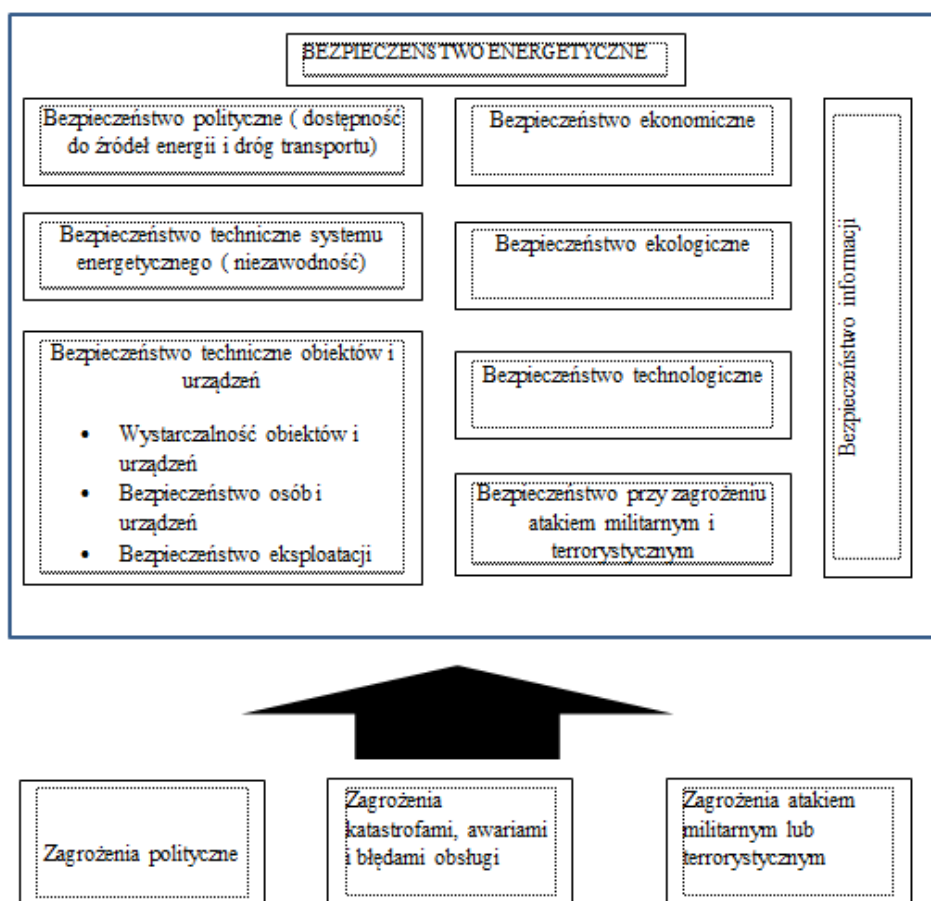 BEZPIECZEŃSTWO ENERGETYCZNE
Bezpieczeństwo polityczne ( dostępność
do źródeł energii i dróg transportu)
Bezpieczeństwo ekonomiczne
Bezpieczeństwo techniczne systemu
energetycznego ( niezawodność)
Bezpieczeństwo ekologiczne
Bezpieczeństwo techniczne obiektów i
urządzeń
• Wystarczalność obiektów i
urządzeń
• Bezpieczeństwo osób i
urządzeń
• Bezpieczeństwo eksploatacji
Bezpieczeństwo technologiczne
Bezpieczeństwo przy zagrożeniu
atakiem militarnym i
terrorystycznym
Bezpieczeństwo informacji
Zagrożenia polityczne
Zagrożenia
katastrofami, awariami
i błędami obsługi
Zagrożenia atakiem
militarnym lub
terrorystycznym